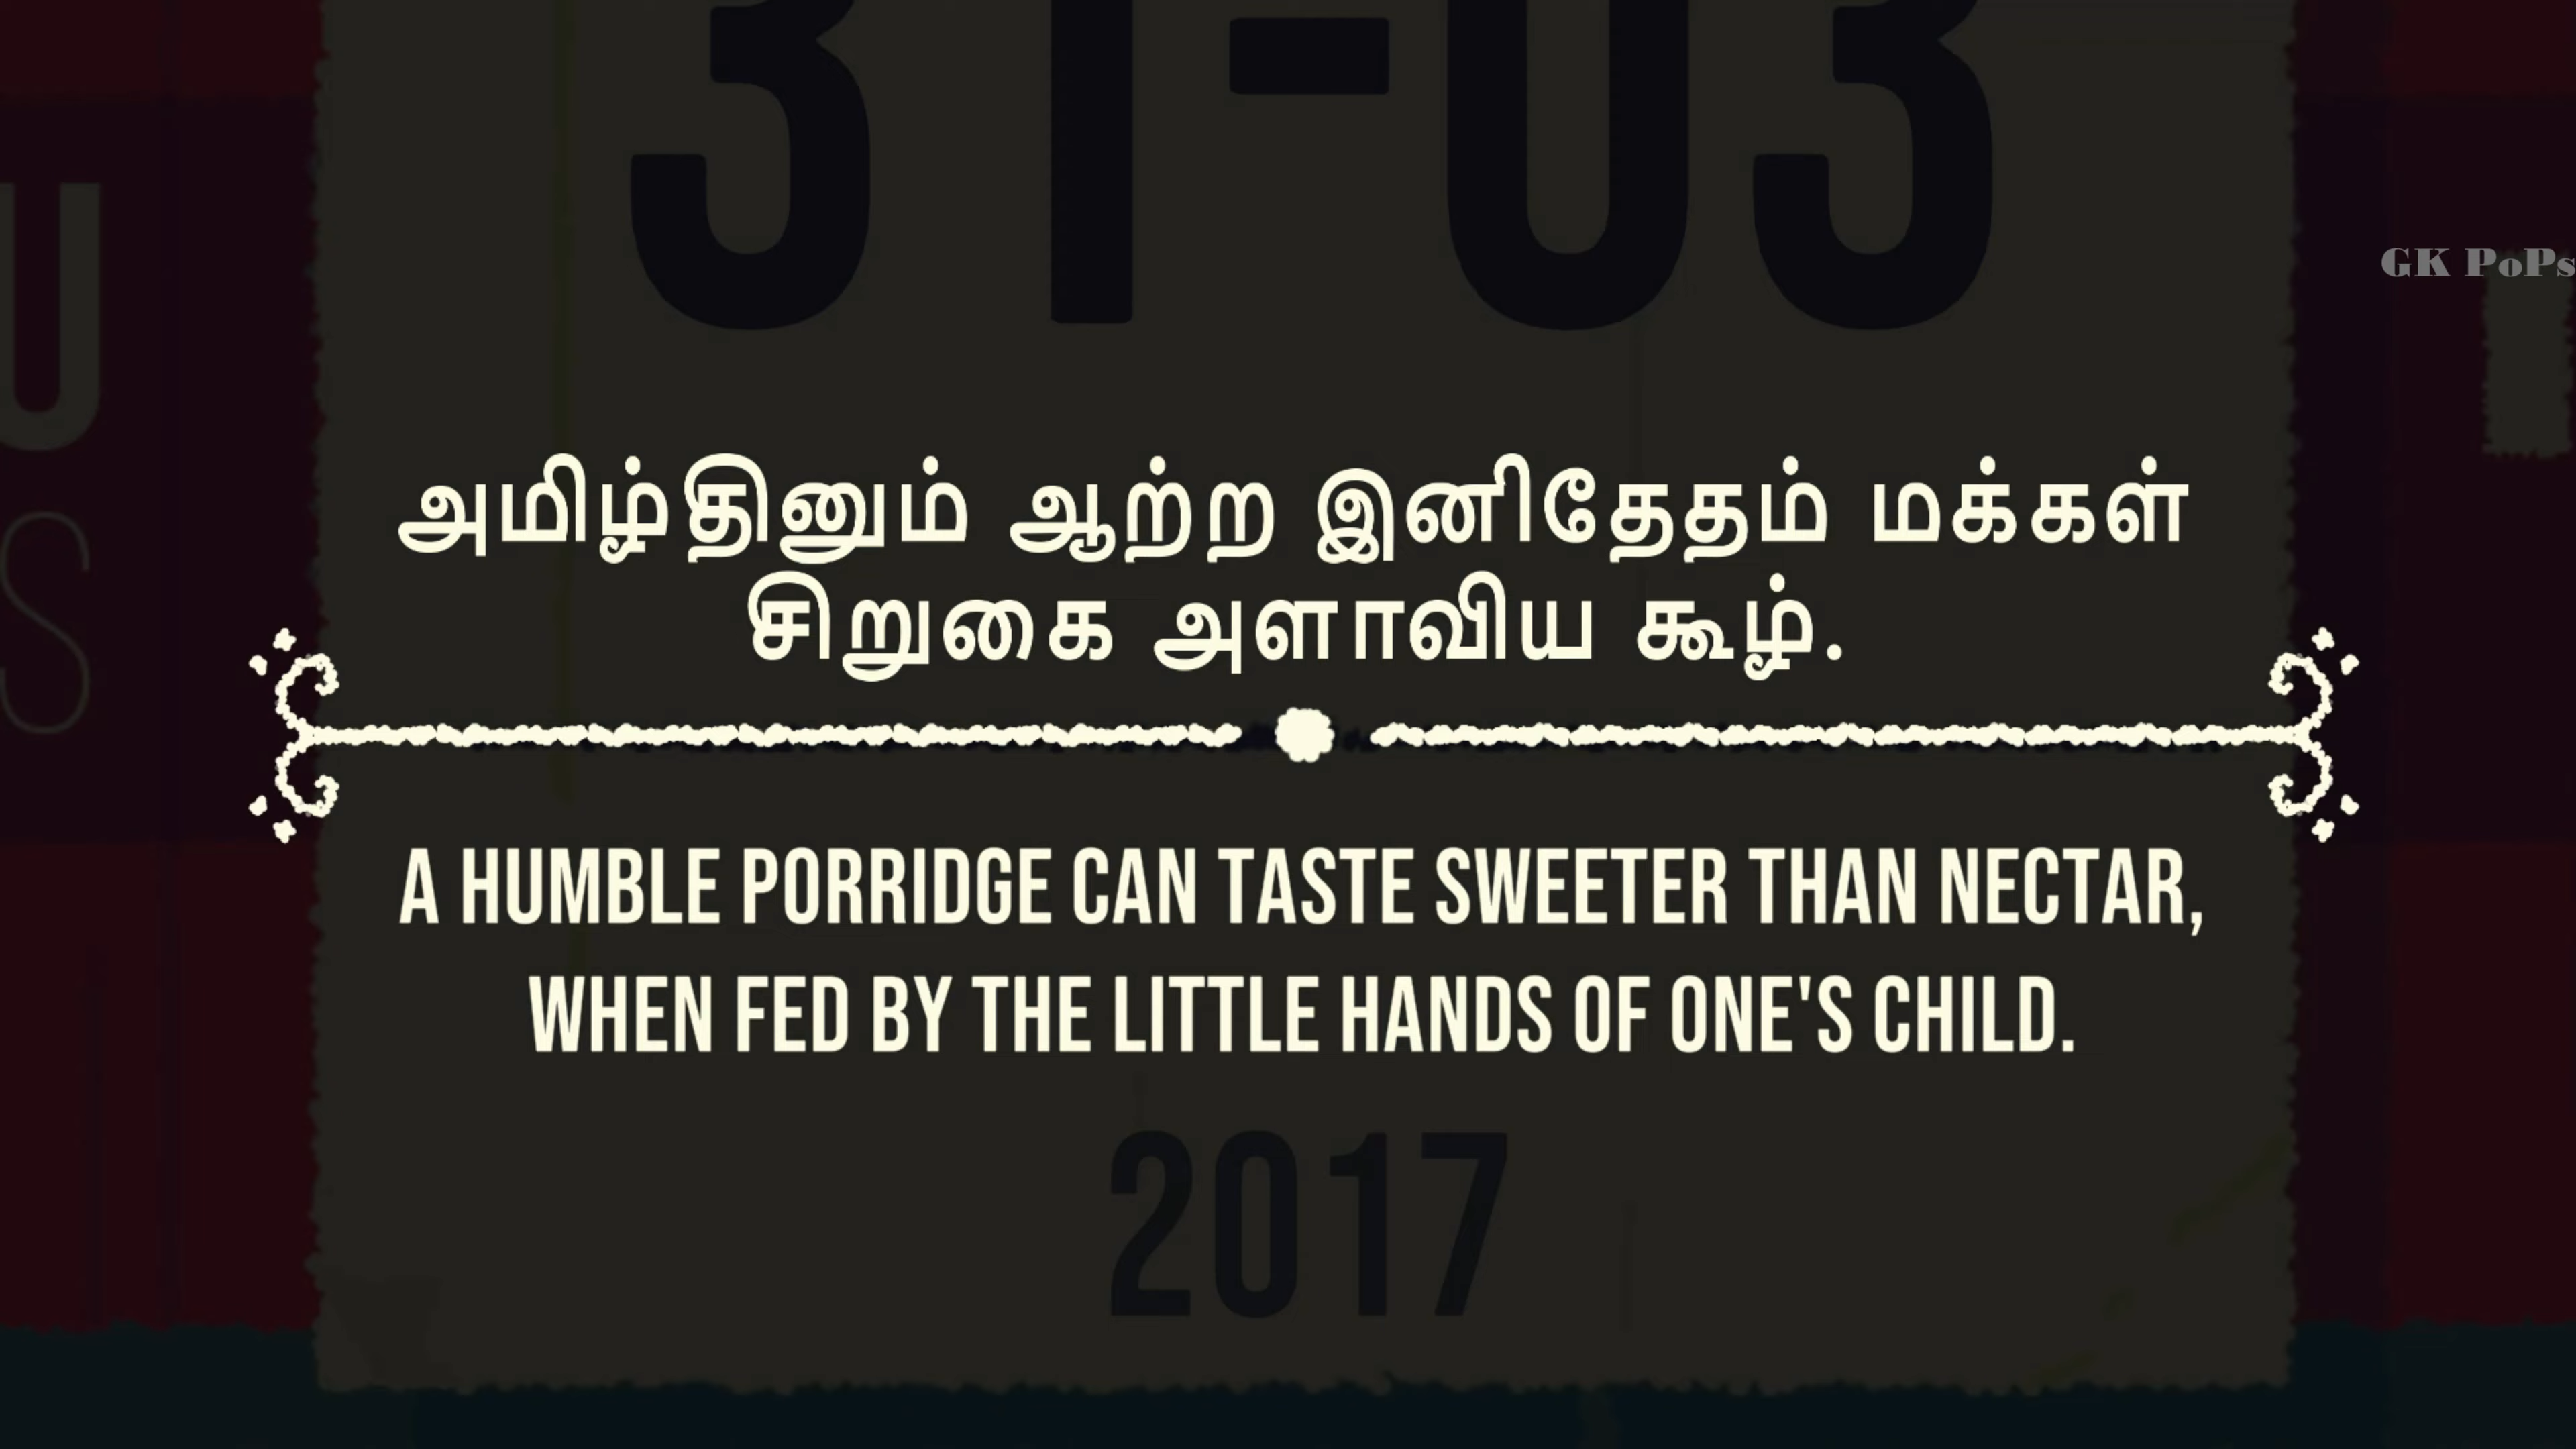 31-03
U
S
GK PoPs
அமிழ்தினும் ஆற்ற இனிதேதம் மக்கள்
சிறுகை அளாவிய கூழ்.
A HUMBLE PORRIDGE CAN TASTE SWEETER THAN NECTAR,
WHEN FED BY THE LITTLE HANDS OF ONE'S CHILD.
2017